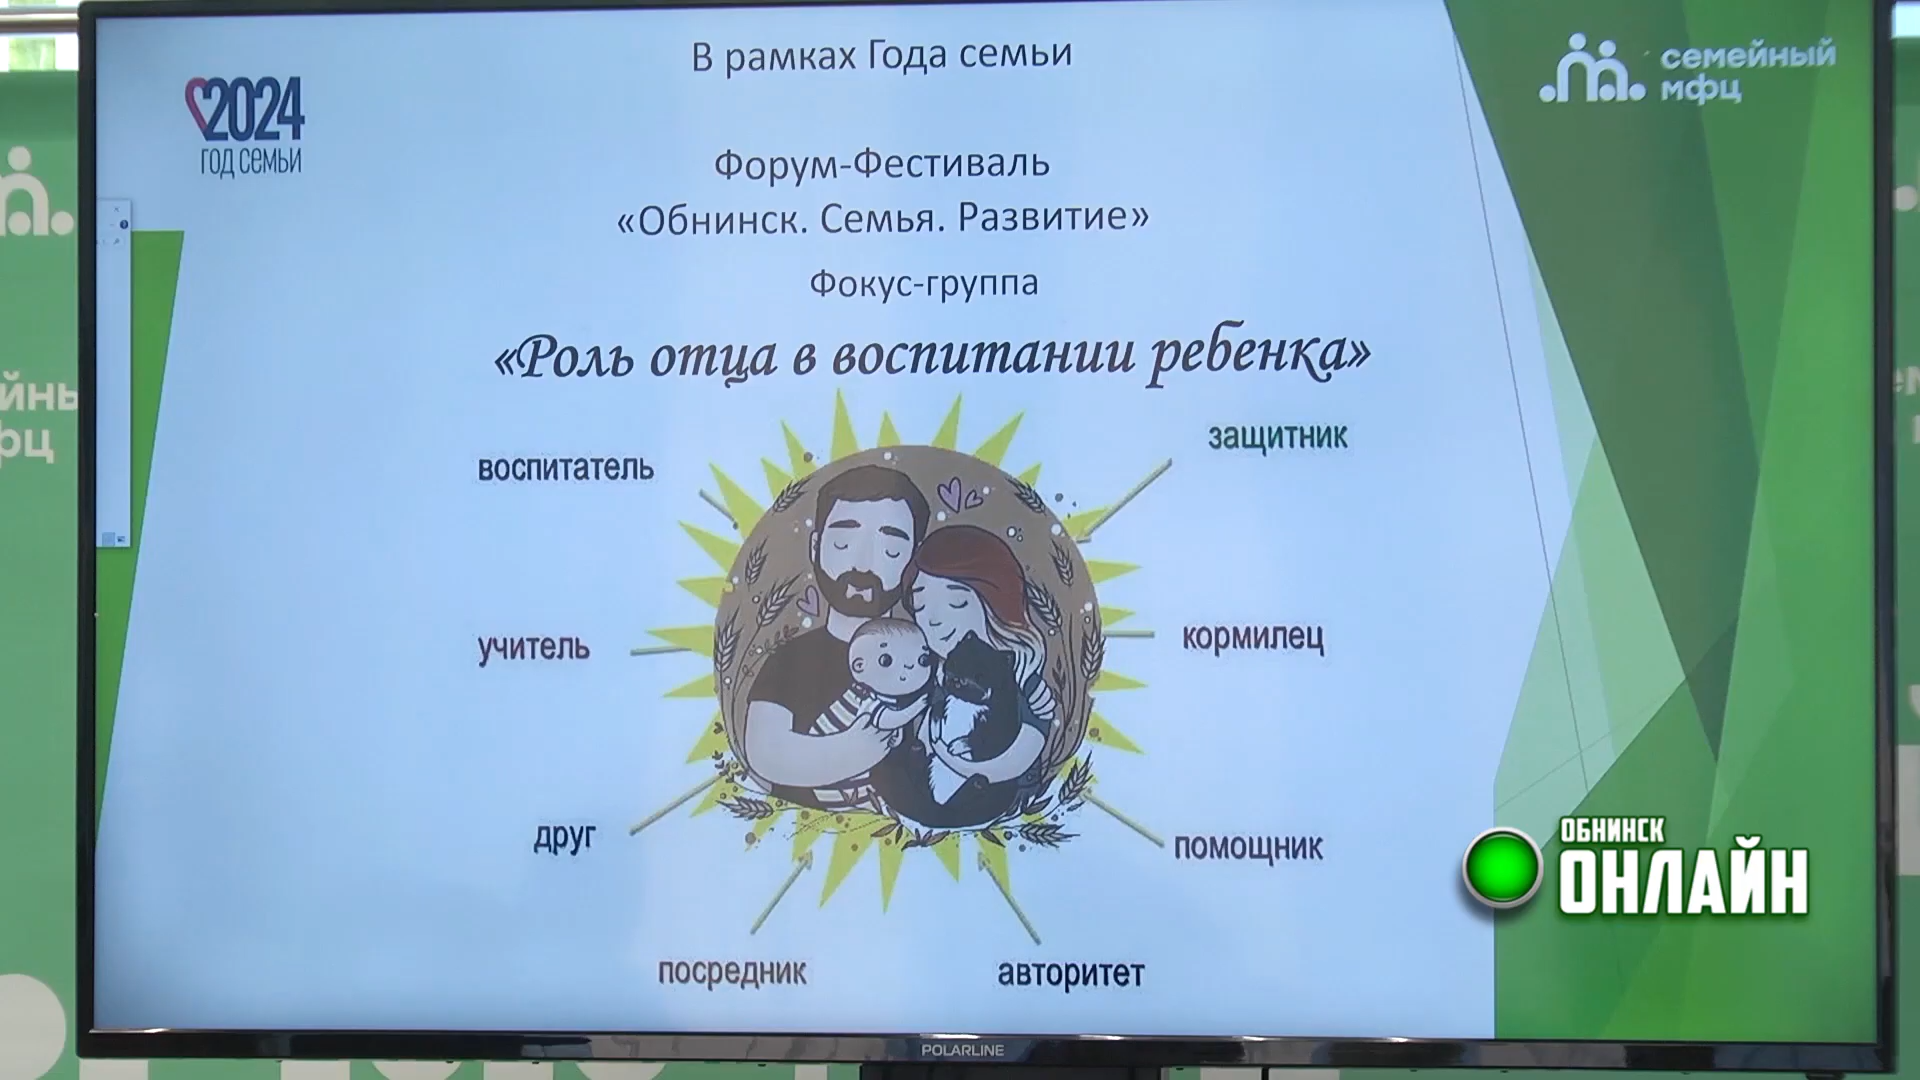 В рамках Года семьи
2024
ГОД СЕМЬИ
семейный
мфц
Форум-Фестиваль
«Обнинск. Семья. Развитие»
Фокус-группа
«Роль отца в воспитании ребенка»
защитник
воспитатель
учитель
кормилец
друг
помощник
посредник
авторитет
ОБНИНСК
ОНЛАЙН
POLARLINE